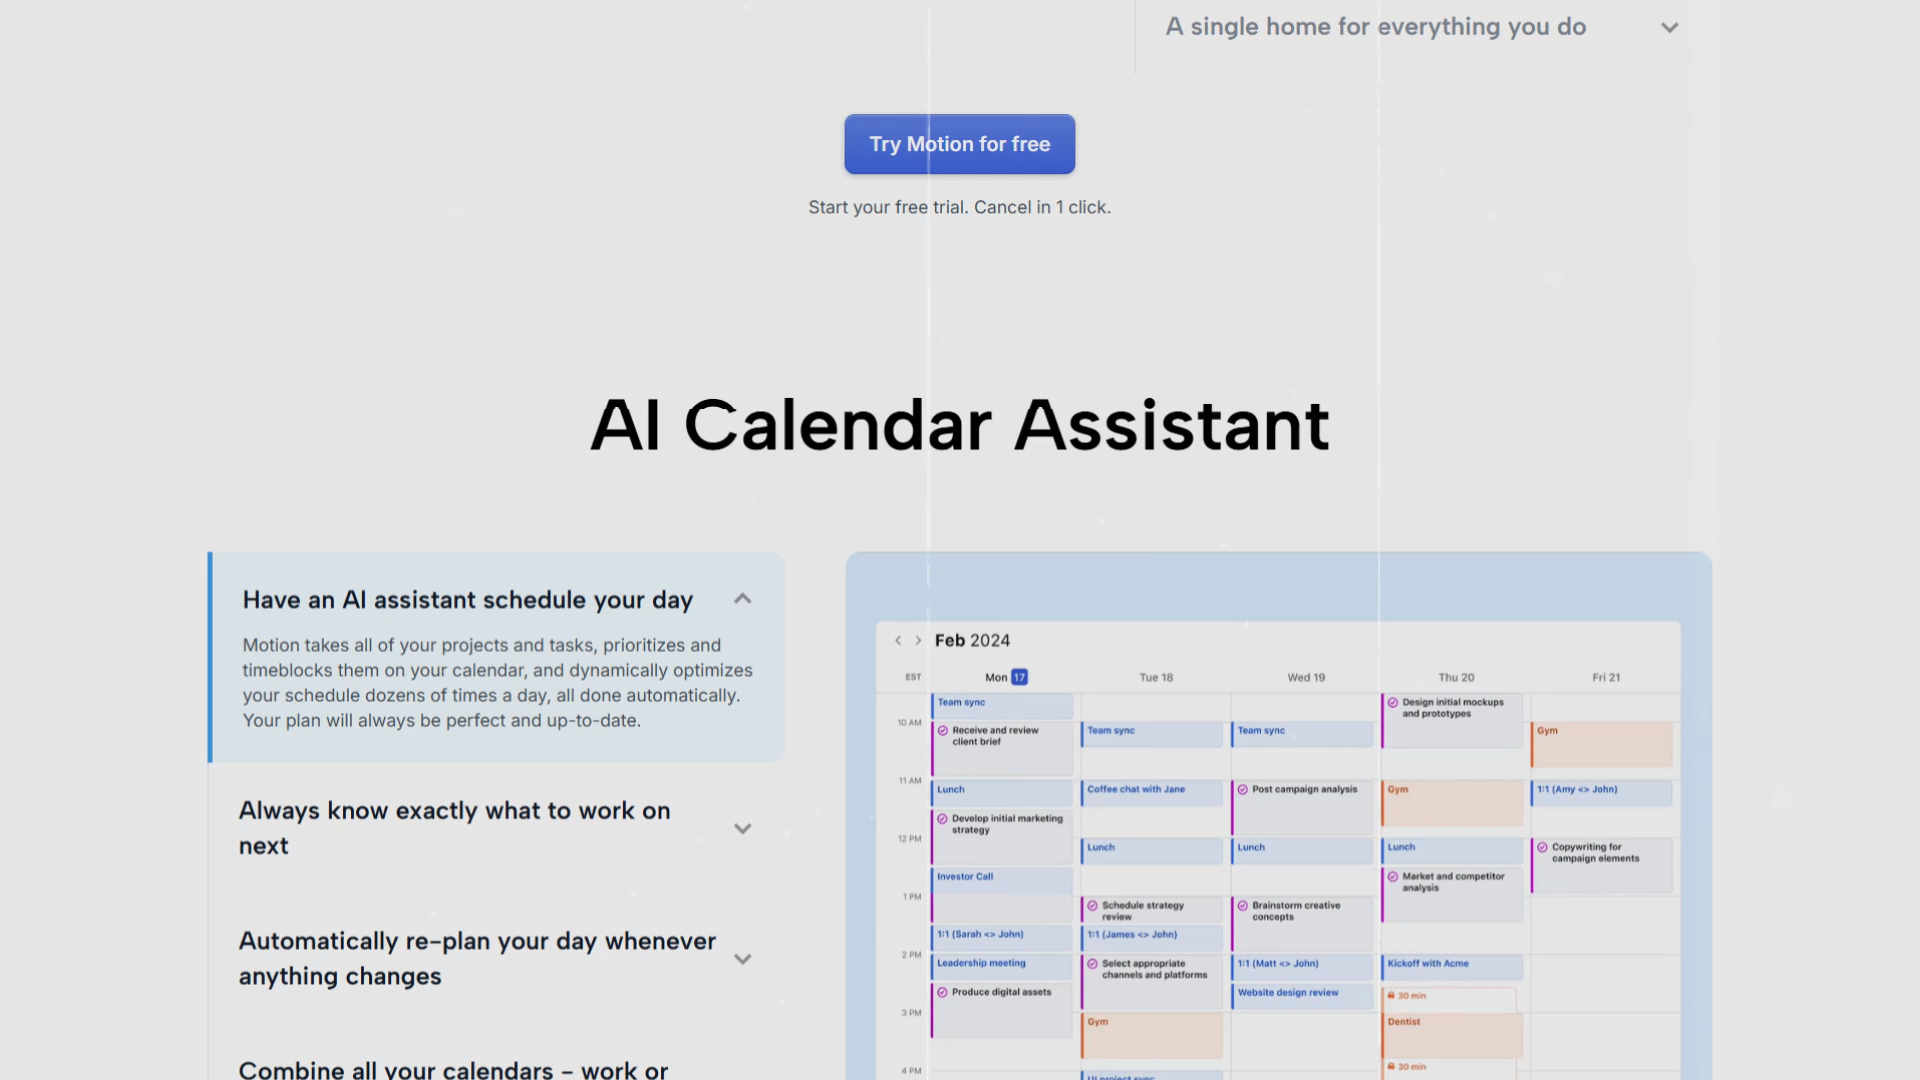 A single home for everything you do
Try Motion for free
Start your free trial. Cancel in 1 click.
AI Calendar Assistant
Have an AI assistant schedule your day
Motion takes all of your projects and tasks, prioritizes and
timeblocks them on your calendar, and dynamically optimizes
your schedule dozens of times a day, all done automatically.
Your plan will always be perfect and up-to-date.
Always know exactly what to work on
next
Automatically re-plan your day whenever
anything changes
Combine all your calendars – work or
Feb 2024
EST
Mon 17
Tue 18
Wed 19
Thu 20
Fri 21
10 AM
11 AM
12 PM
1 PM
2 PM
3 PM
4 PM
Team sync
Receive and review
client brief
Lunch
Develop initial marketing
strategy
Investor Call
1:1 (Sarah <> John)
Leadership meeting
Produce digital assets
Team sync
Coffee chat with Jane
Lunch
Schedule strategy
review
1:1 (James <> John)
Select appropriate
channels and platforms
Gym
UI project sync
Team sync
Post campaign analysis
Lunch
Brainstorm creative
concepts
1:1 (Matt <> John)
Website design review
Design initial mockups
and prototypes
Gym
Lunch
Market and competitor
analysis
Kickoff with Acme
30 min
Dentist
30 min
Gym
1:1 (Amy <> John)
Copywriting for
campaign elements